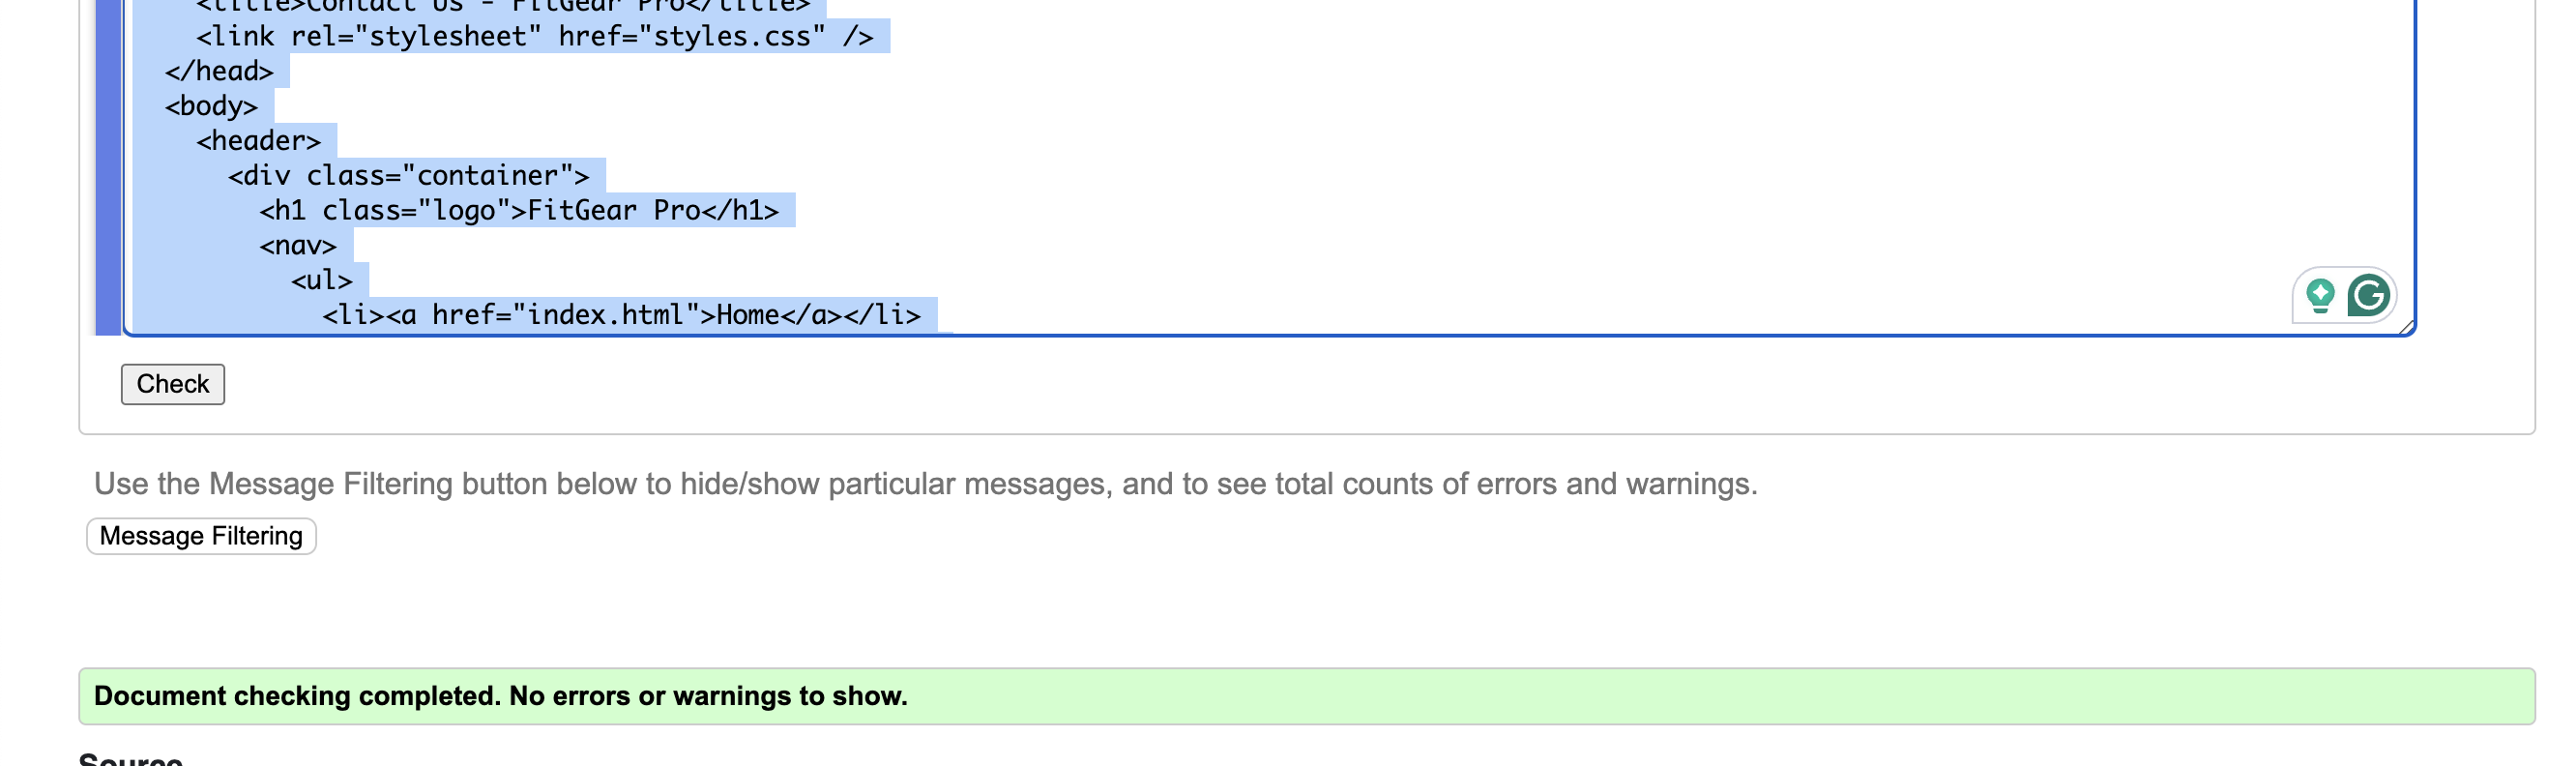 <title>Contact Us - FitGear Pro</title>
<link rel="stylesheet" href="styles.css" />
</head>
<body>
<header>
<div class="container">
<h1 class="logo">FitGear Pro</h1>
<nav>
<ul>
<li><a href="index.html">Home</a></li>
Check
Use the Message Filtering button below to hide/show particular messages, and to see total counts of errors and warnings.
Message Filtering
Document checking completed. No errors or warnings to show.
Source